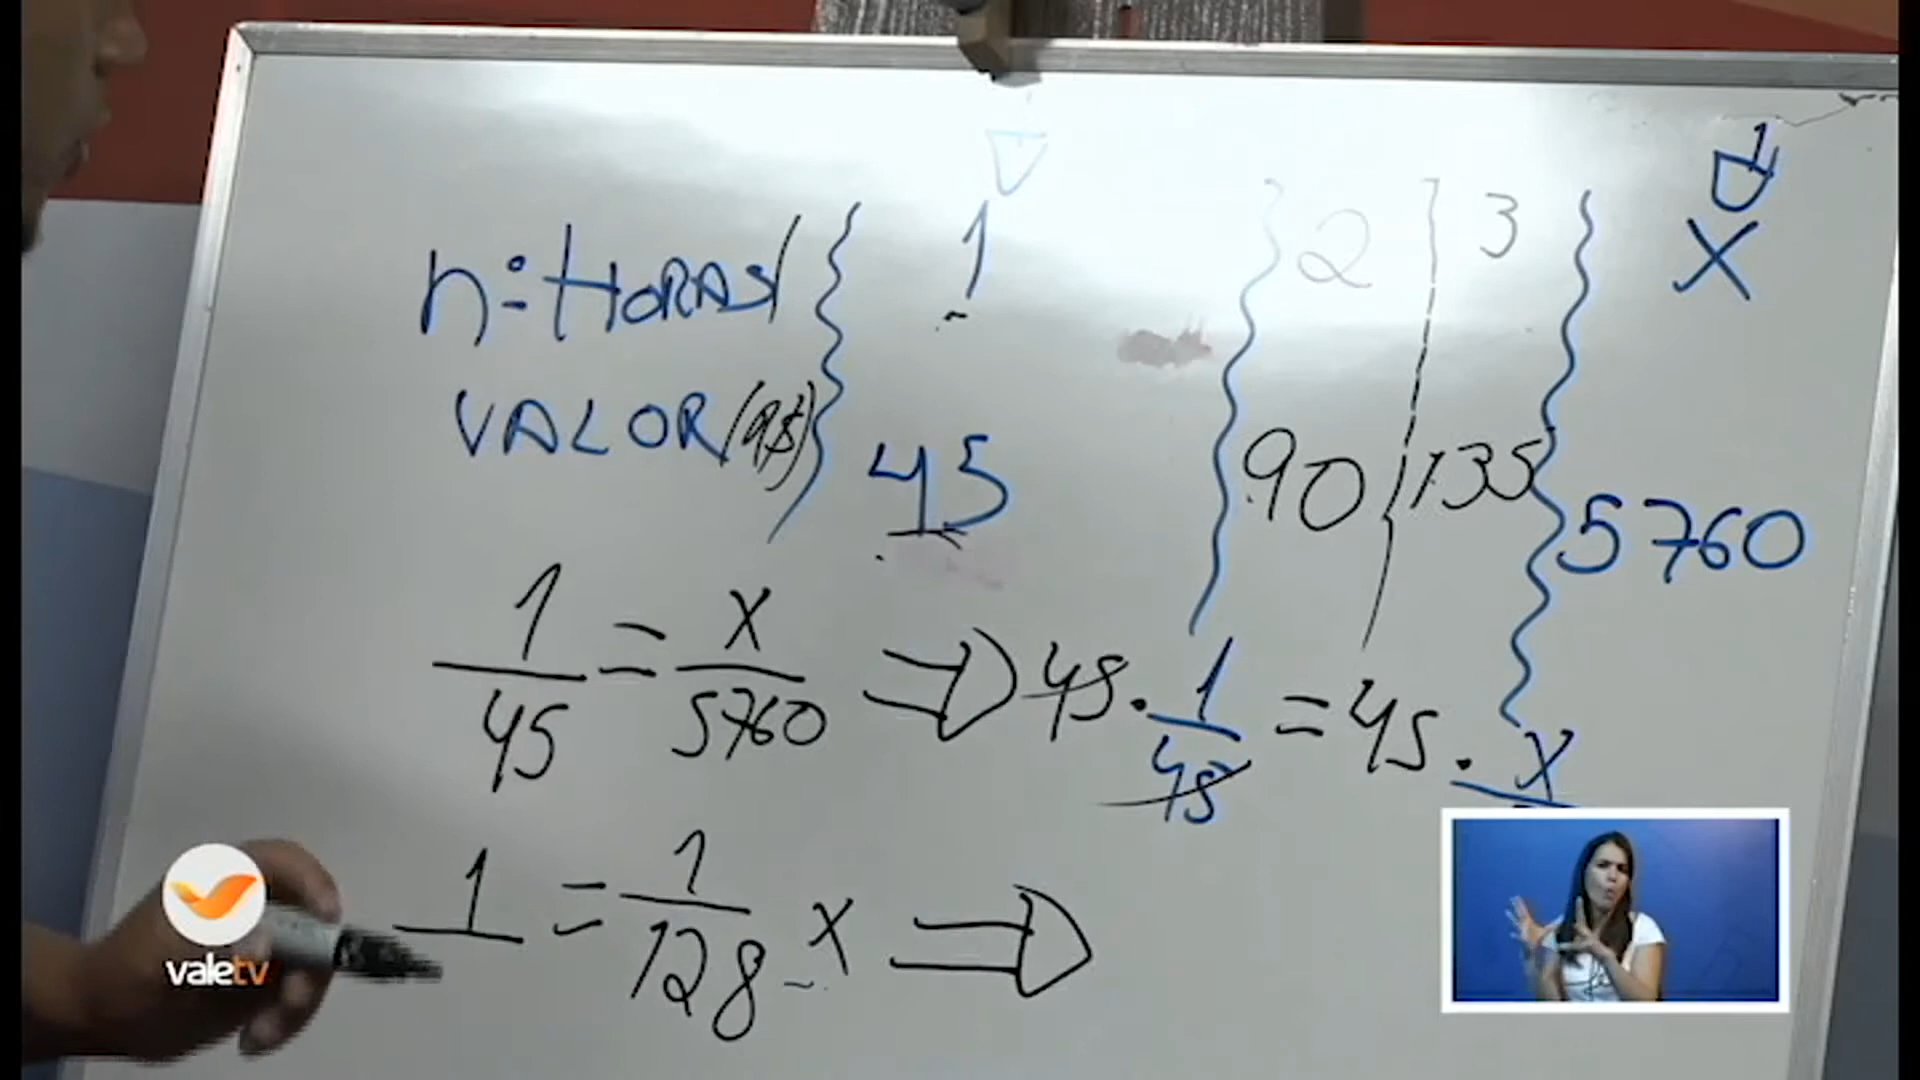 nº HORAS 1 2 3 X
VALOR (R$) 45 90 135 5760
1/45 = X/5760 ⇒ 45 . 1/45 = 45 . X
1 = 1/128 X ⇒
valetv